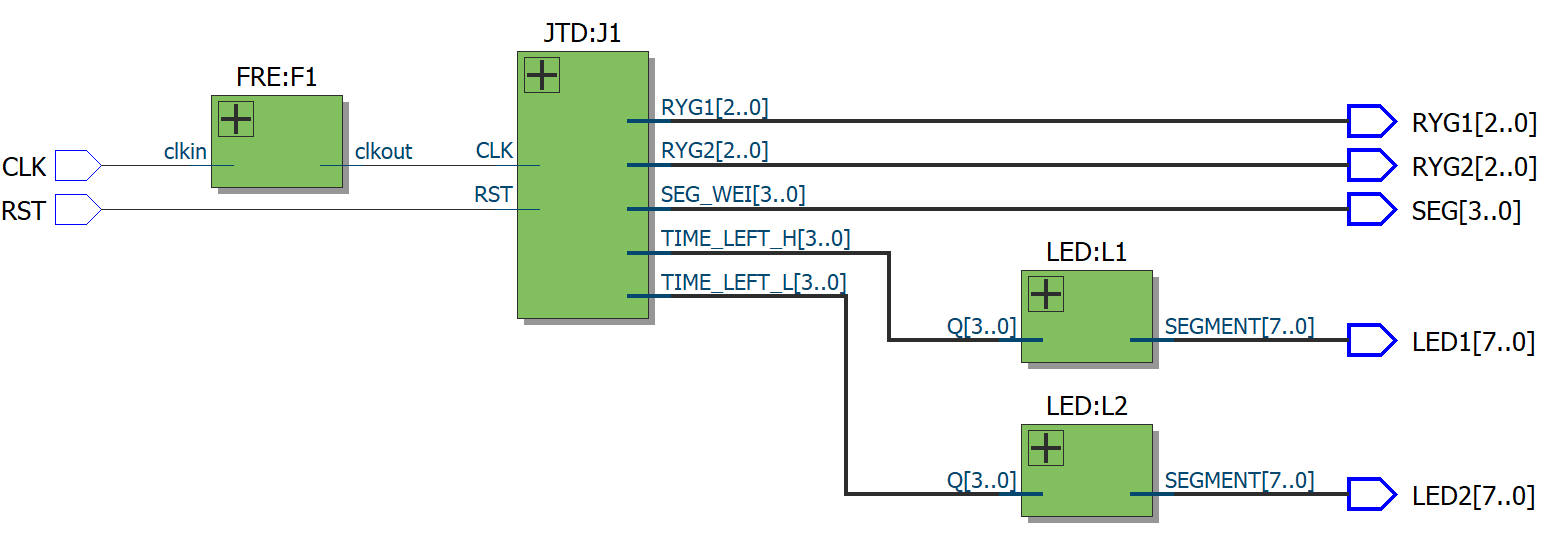 JTD:J1
FRE:F1
RYG1[2..0]
RYG1[2..0]
clkin
clkout
CLK
RYG2[2..0]
CLK
RYG2[2..0]
RST
SEG_WEI[3..0]
RST
SEG[3..0]
TIME_LEFT_H[3..0]
LED:L1
TIME_LEFT_L[3..0]
Q[3..0]
SEGMENT[7..0]
LED1[7..0]
LED:L2
Q[3..0]
SEGMENT[7..0]
LED2[7..0]